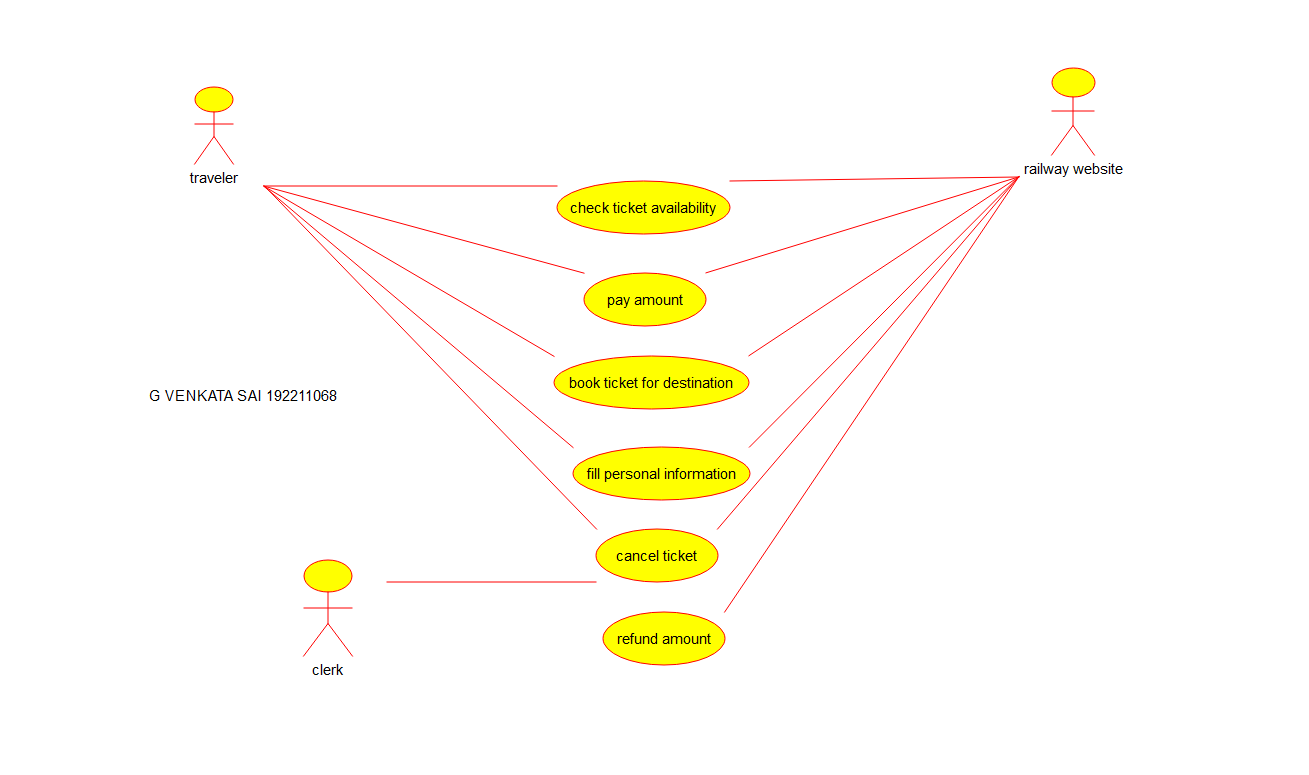 traveler
railway website
check ticket availability
pay amount
book ticket for destination
G VENKATA SAI 192211068
fill personal information
cancel ticket
refund amount
clerk